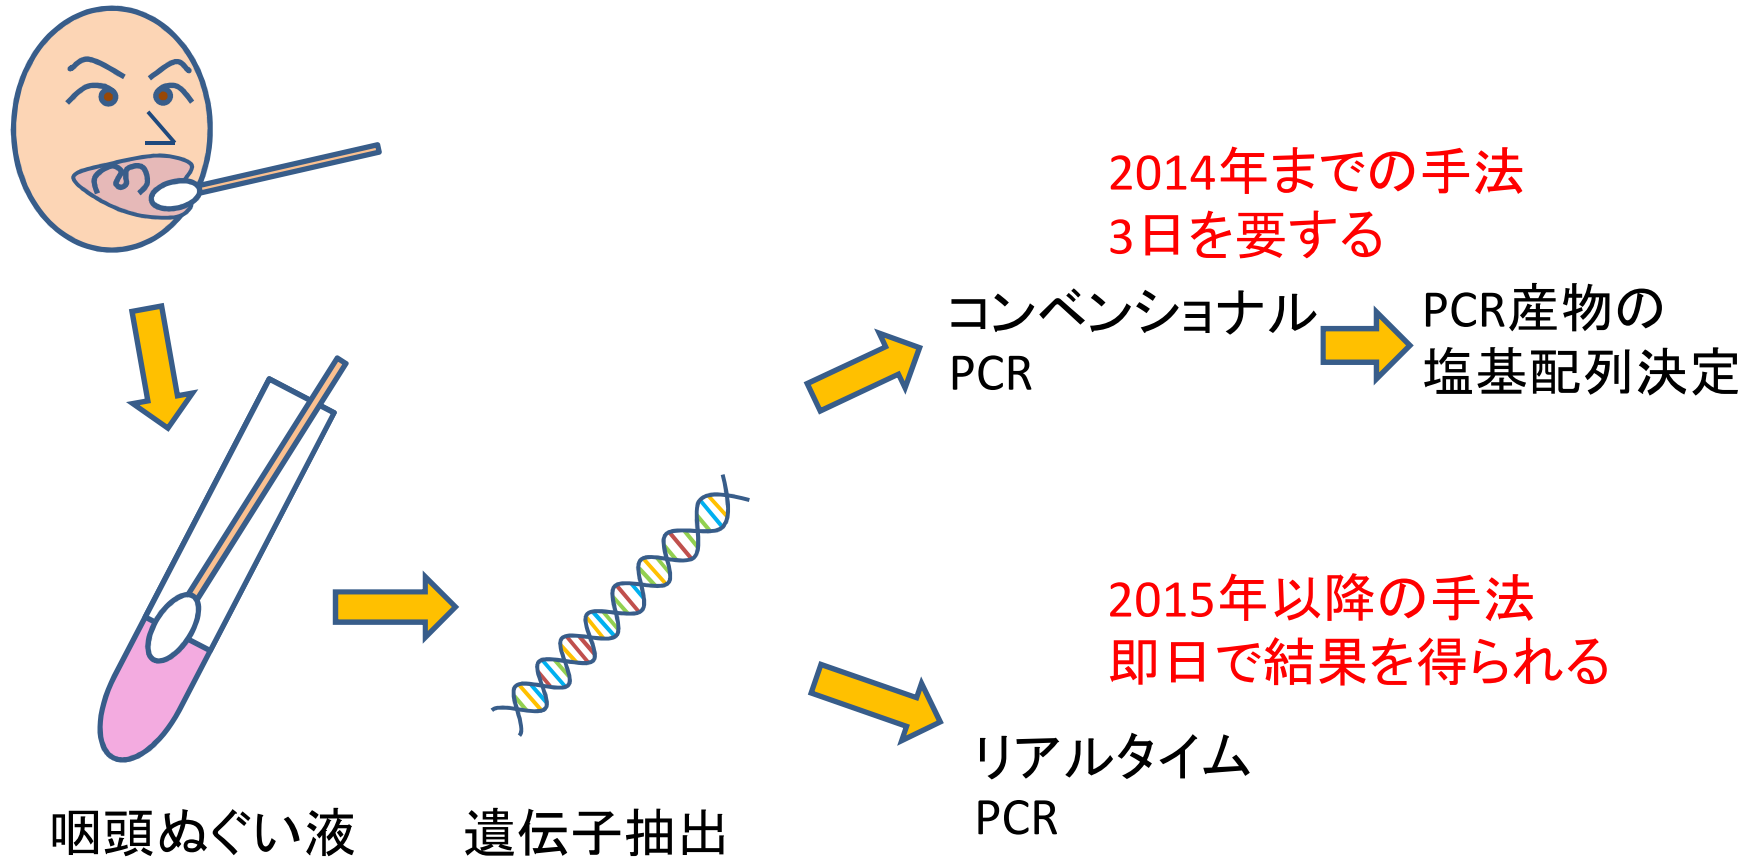 2014年までの手法
3日を要する
コンベンショナル
PCR
PCR産物の
塩基配列決定
2015年以降の手法
即日で結果を得られる
リアルタイム
PCR
咽頭ぬぐい液
遺伝子抽出